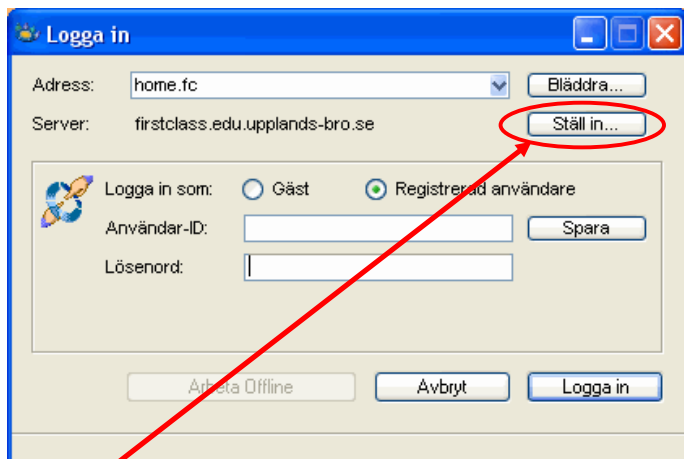 Logga in
Adress: home.fc Bläddra...
Server: firstclass.edu.upplands-bro.se Ställ in...
Logga in som: Gäst Registrerad användare
Användar-ID: Spara
Lösenord:
Arbeta Offline Avbryt Logga in